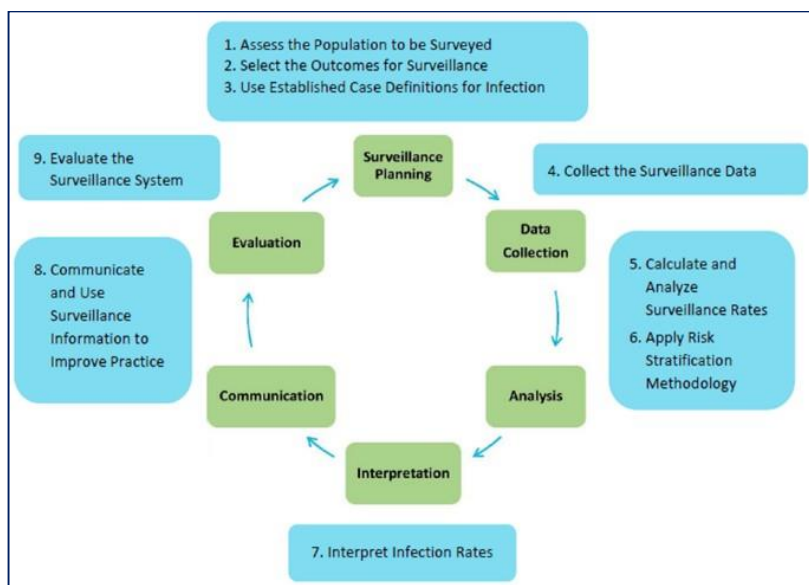 1. Assess the Population to be Surveyed
2. Select the Outcomes for Surveillance
3. Use Established Case Definitions for Infection
9. Evaluate the
Surveillance System
Surveillance
Planning
4. Collect the Surveillance Data
Evaluation
Data
Collection
8. Communicate
and Use
Surveillance
Information to
Improve Practice
5. Calculate and
Analyze
Surveillance Rates
6. Apply Risk
Stratification
Methodology
Communication
Analysis
Interpretation
7. Interpret Infection Rates